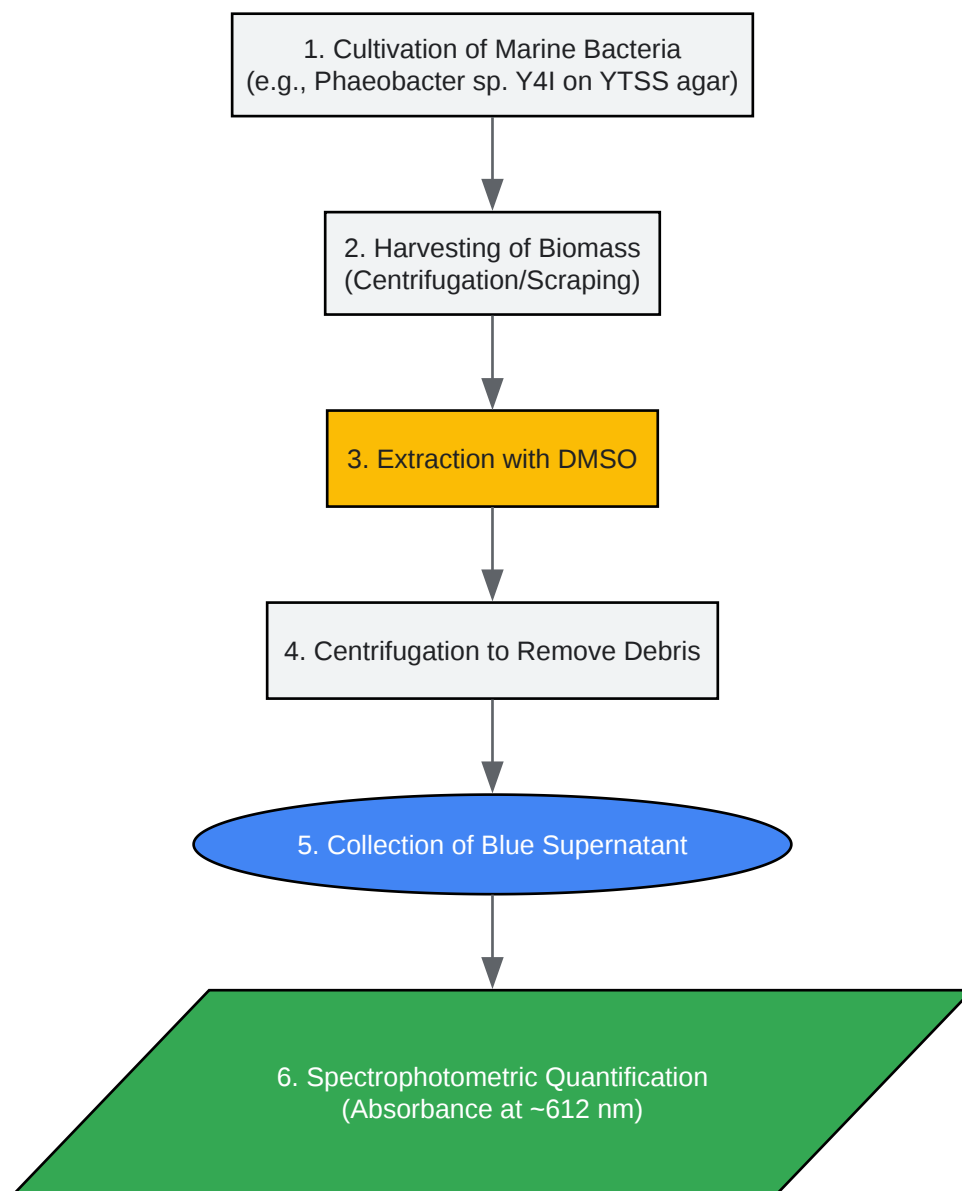 1. Cultivation of Marine Bacteria
(e.g., Phaeobacter sp. Y4I on YTSS agar)
2. Harvesting of Biomass
(Centrifugation/Scraping)
3. Extraction with DMSO
4. Centrifugation to Remove Debris
5. Collection of Blue Supernatant
6. Spectrophotometric Quantification
(Absorbance at ~612 nm)